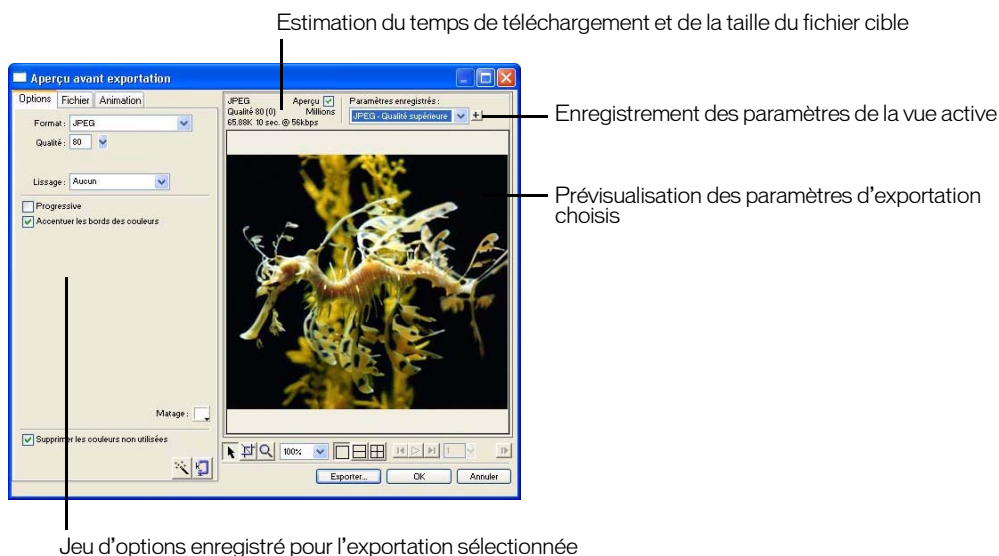 Estimation du temps de téléchargement et de la taille du fichier cible
Aperçu avant exportation
Options Fichier Animation
Format : JPEG
Qualité : 80
Lissage : Aucun
Progressive
Accentuer les bords des couleurs
Matage :
Supprimer les couleurs non utilisées
JPEG Aperçu
Qualité 80 (0) Millions
65.88K 10 sec. @ 56kbps
Paramètres enregistrés :
JPEG - Qualité supérieure
Enregistrement des paramètres de la vue active
Prévisualisation des paramètres d'exportation
choisis
100% 1
Exporter... OK Annuler
Jeu d'options enregistré pour l'exportation sélectionnée